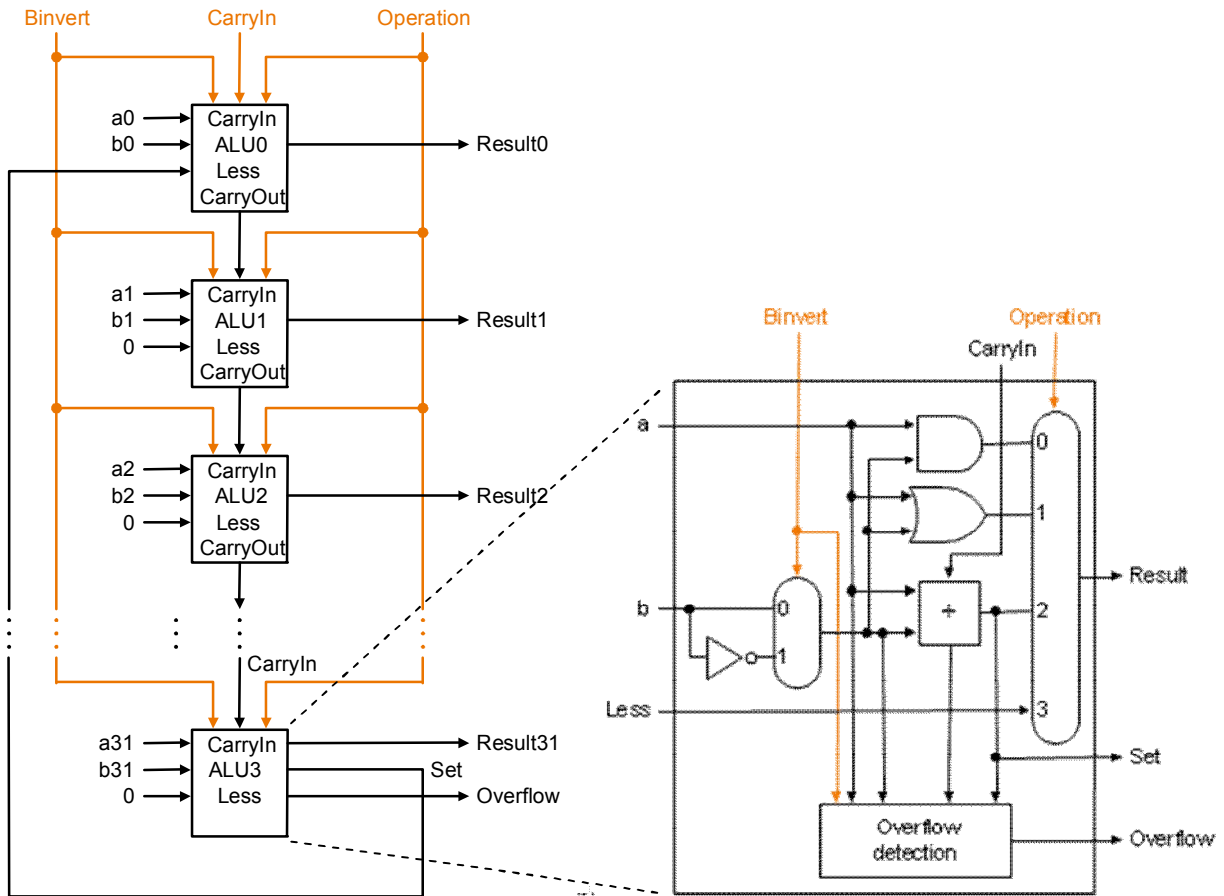 Binvert CarryIn Operation
a0
b0
CarryIn
ALU0
Less
CarryOut
Result0
a1
b1
0
CarryIn
ALU1
Less
CarryOut
Result1
a2
b2
0
CarryIn
ALU2
Less
CarryOut
Result2
CarryIn
a31
b31
0
CarryIn
ALU3
Less
Result31
Set
Overflow
Binvert
Operation
CarryIn
a
0
1
b
0
1
+
2
Result
Less
3
Set
Overflow
detection
Overflow